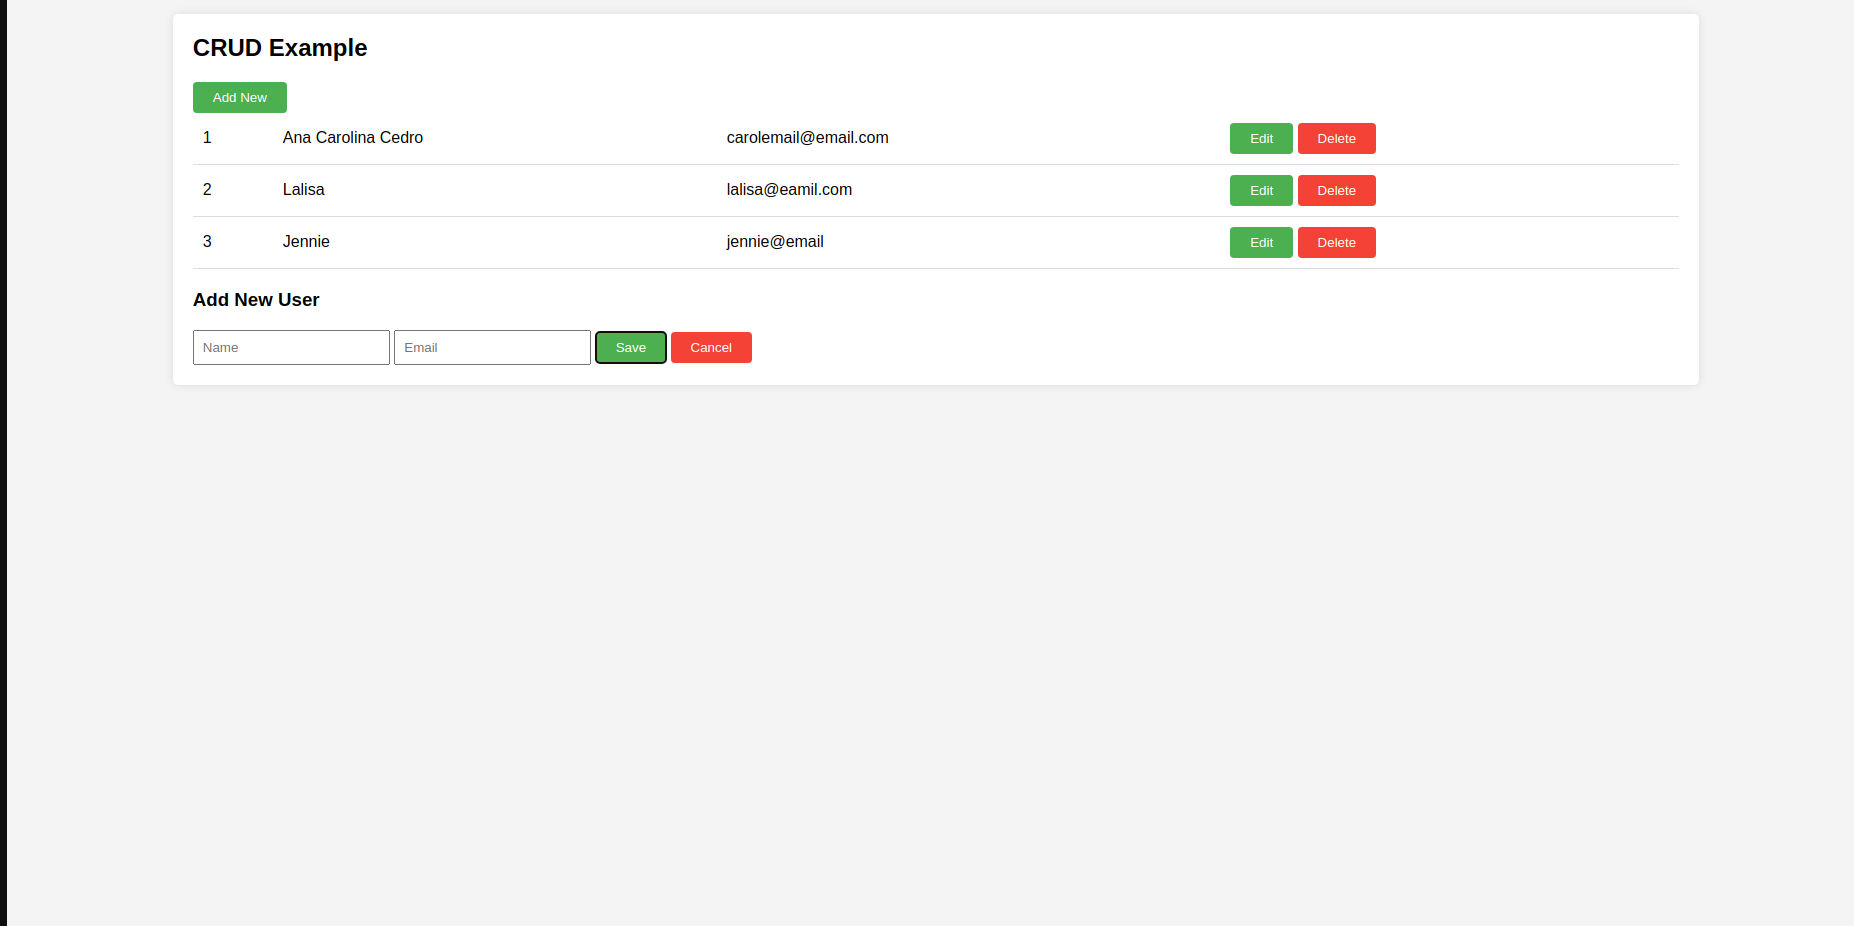 CRUD Example
Add New
1 Ana Carolina Cedro carolemail@email.com Edit Delete
2 Lalisa lalisa@eamil.com Edit Delete
3 Jennie jennie@email Edit Delete
Add New User
Name Email Save Cancel